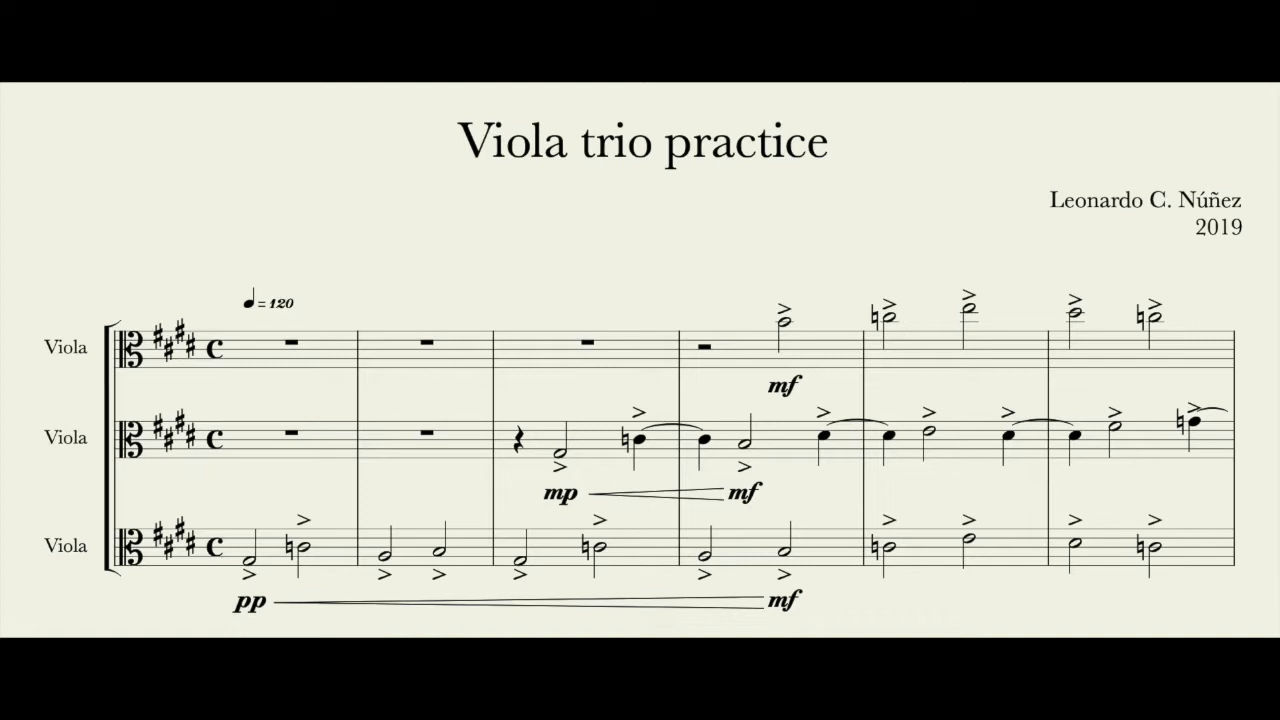 Viola trio practice
Leonardo C. Núñez
2019
= 120
Viola
mf
Viola
mp mf
Viola
pp mf